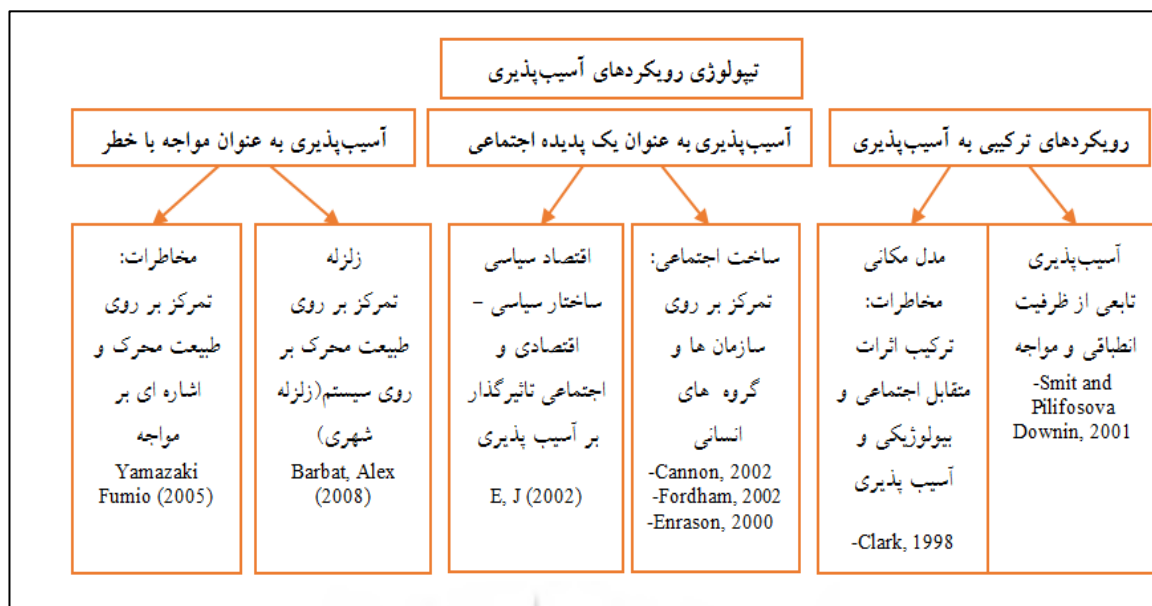 تیپولوژی رویکردهای آسیب‌پذیری
رویکردهای ترکیبی به آسیب‌پذیری
آسیب‌پذیری به عنوان یک پدیده اجتماعی
آسیب‌پذیری به عنوان مواجه با خطر
آسیب‌پذیری
تابعی از ظرفیت
انطباقی و مواجه
-Smit and
Pilifosova
Downin, 2001
مدل مکانی
مخاطرات:
ترکیب اثرات
متقابل اجتماعی و
بیولوژیکی و
آسیب پذیری
-Clark, 1998
ساخت اجتماعی:
تمرکز بر روی
سازمان ها و
گروه های
انسانی
-Cannon, 2002
-Fordham, 2002
-Enrason, 2000
اقتصاد سیاسی
ساختار سیاسی –
اقتصادی و
اجتماعی تاثیرگذار
بر آسیب پذیری
E, J (2002)
زلزله
تمرکز بر روی
طبیعت محرک بر
روی سیستم(زلزله
شهری)
Barbat, Alex
(2008)
مخاطرات:
تمرکز بر روی
طبیعت محرک و
اشاره ای بر
مواجه
Yamazaki
Fumio (2005)